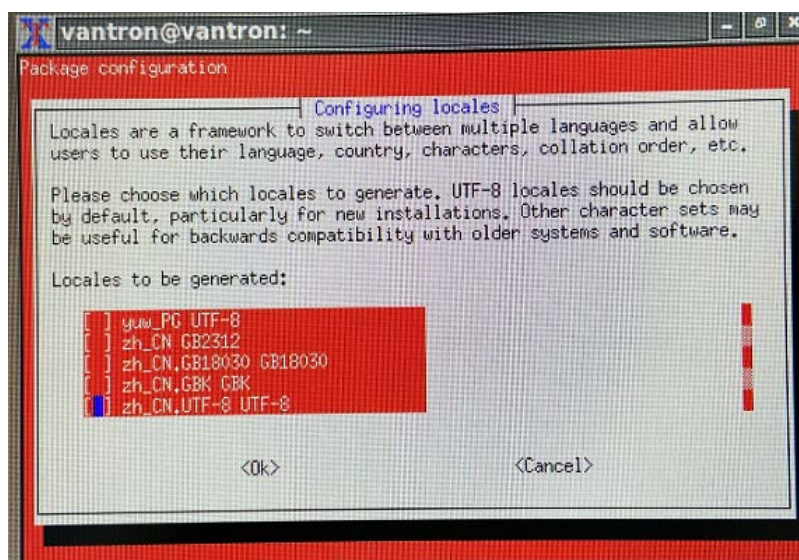 vantron@vantron: ~
Package configuration
Configuring locales
Locales are a framework to switch between multiple languages and allow
users to use their language, country, characters, collation order, etc.
Please choose which locales to generate. UTF-8 locales should be chosen
by default, particularly for new installations. Other character sets may
be useful for backwards compatibility with older systems and software.
Locales to be generated:
[ ] yuw_PG UTF-8
[ ] zh_CN GB2312
[ ] zh_CN.GB18030 GB18030
[ ] zh_CN.GBK GBK
[ ] zh_CN.UTF-8 UTF-8
<Ok> <Cancel>